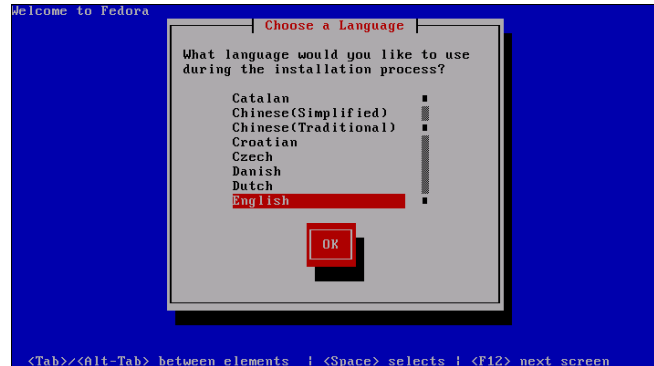 Welcome to Fedora
Choose a Language
What language would you like to use
during the installation process?
Catalan
Chinese(Simplified)
Chinese(Traditional)
Croatian
Czech
Danish
Dutch
English
OK
<Tab>/<Alt-Tab> between elements | <Space> selects | <F12> next screen